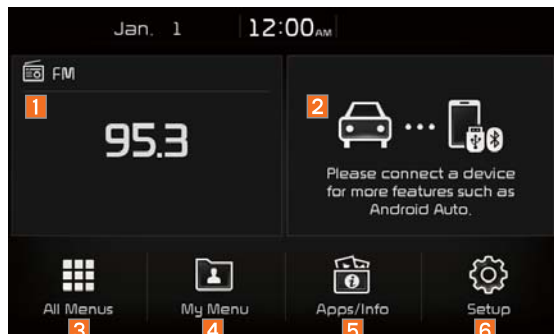 Jan. 1 12:00AM
FM
1
95.3
2
Please connect a device
for more features such as
Android Auto.
All Menus My Menu Apps/Info Setup
3 4 5 6